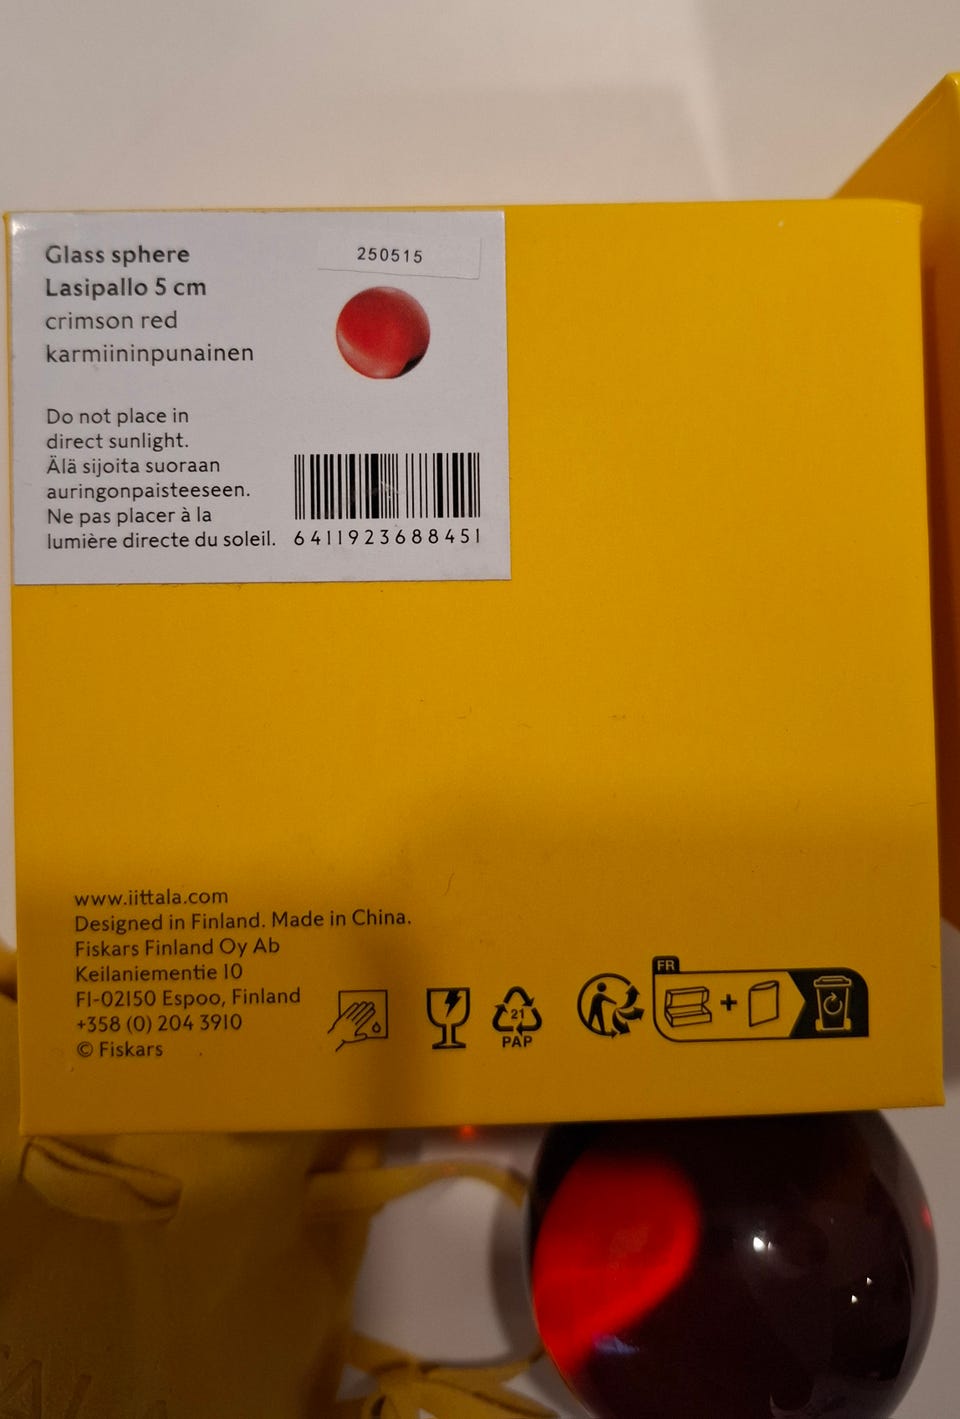 Glass sphere
Lasipallo 5 cm
crimson red
karmiininpunainen
250515
Do not place in
direct sunlight.
Älä sijoita suoraan
auringonpaisteeseen.
Ne pas placer à la
lumière directe du soleil.
6411923688451
www.iittala.com
Designed in Finland. Made in China.
Fiskars Finland Oy Ab
Keilaniementie 10
FI-02150 Espoo, Finland
+358 (0) 204 3910
© Fiskars
21
PAP
FR